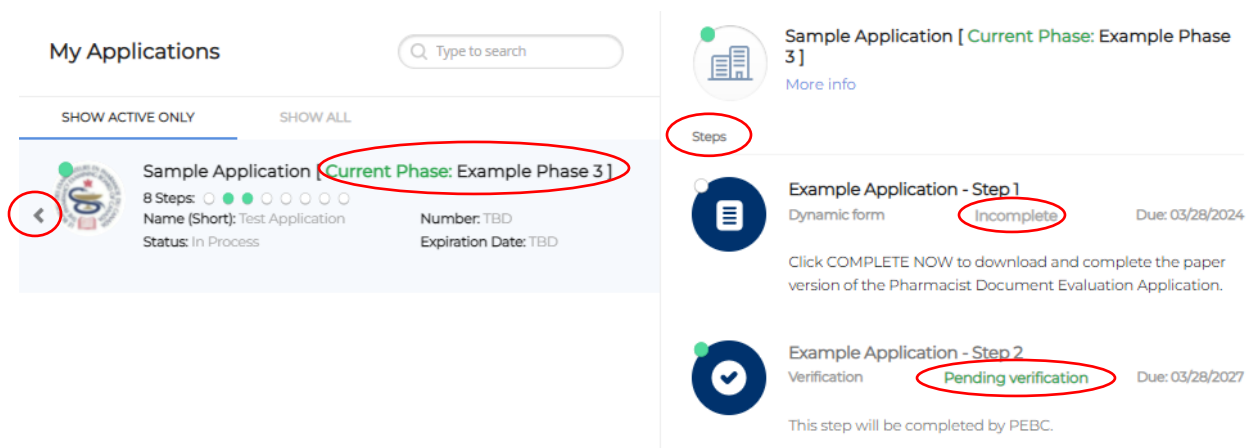 My Applications
Type to search
SHOW ACTIVE ONLY
SHOW ALL
Sample Application [ Current Phase: Example Phase 3 ]
8 Steps:
Name (Short): Test Application
Number: TBD
Status: In Process
Expiration Date: TBD
Sample Application [ Current Phase: Example Phase
3 ]
More info
Steps
Example Application - Step 1
Dynamic form
Incomplete
Due: 03/28/2024
Click COMPLETE NOW to download and complete the paper
version of the Pharmacist Document Evaluation Application.
Example Application - Step 2
Verification
Pending verification
Due: 03/28/2027
This step will be completed by PEBC.